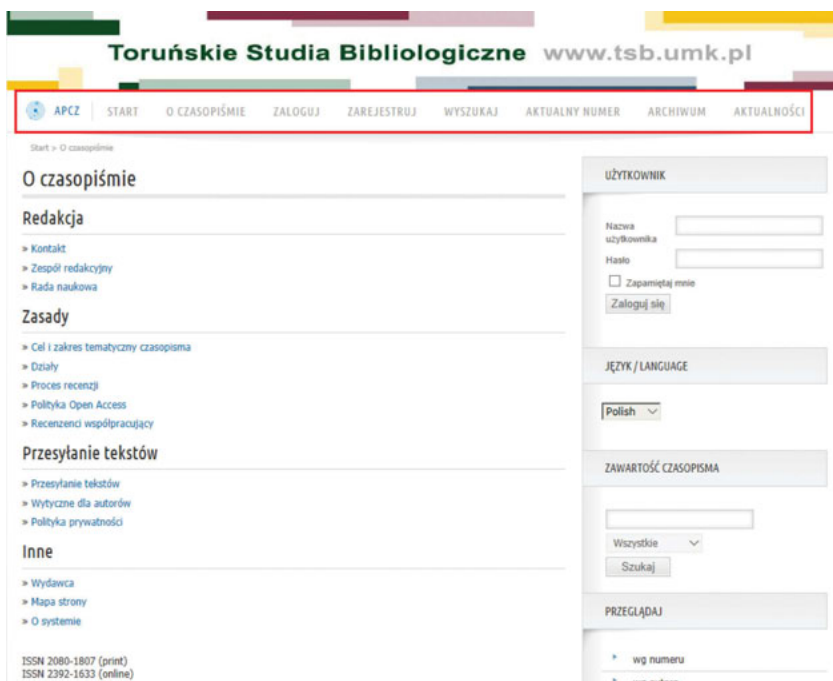 Toruńskie Studia Bibliologiczne www.tsb.umk.pl
APCZ START O CZASOPIŚMIE ZALOGUJ ZAREJESTRUJ WYSZUKAJ AKTUALNY NUMER ARCHIWUM AKTUALNOŚCI
Start > O czasopiśmie
O czasopiśmie
Redakcja
» Kontakt
» Zespół redakcyjny
» Rada naukowa
Zasady
» Cel i zakres tematyczny czasopisma
» Działy
» Proces recenzji
» Polityka Open Access
» Recenzenci współpracujący
Przesyłanie tekstów
» Przesyłanie tekstów
» Wytyczne dla autorów
» Polityka prywatności
Inne
» Wydawca
» Mapa strony
» O systemie
ISSN 2080-1807 (print)
ISSN 2392-1633 (online)
UŻYTKOWNIK
Nazwa
użytkownika
Hasło
Zapamiętaj mnie
Zaloguj się
JĘZYK / LANGUAGE
Polish
ZAWARTOŚĆ CZASOPISMA
Wszystkie
Szukaj
PRZEGLĄDAJ
wg numeru